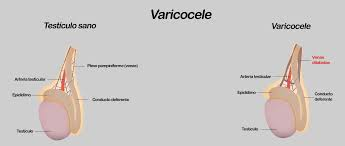 Varicocele
Testículo sano
Plexo pampiniforme (venas)
Arteria testicular
Epidídimo
Conducto deferente
Testículo
Varicocele
Venas
dilatadas
Arteria testicular
Epidídimo
Conducto
deferente
Testículo